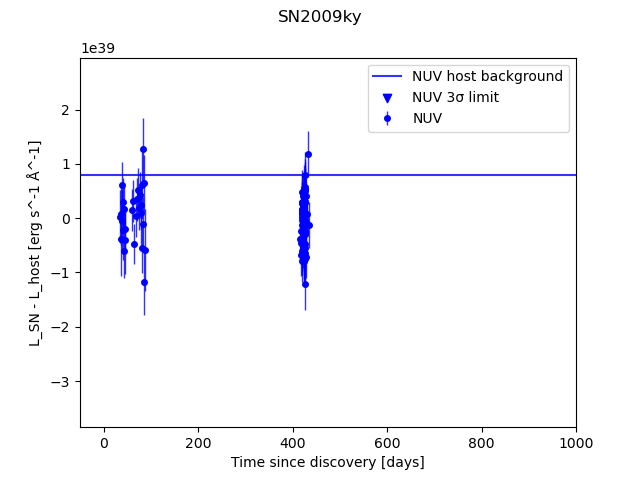 SN2009ky
1e39
NUV host background
NUV 3σ limit
NUV
L_SN - L_host [erg s^-1 Å^-1]
2
1
0
−1
−2
−3
0 200 400 600 800 1000
Time since discovery [days]